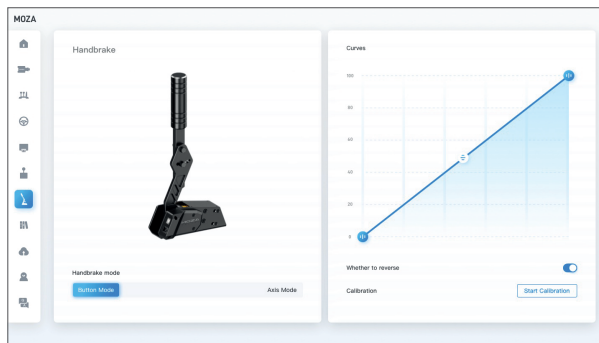 MOZA
Handbrake
Handbrake mode
Button Mode
Axis Mode
Curves
100
80
60
40
20
0
Whether to reverse
Calibration
Start Calibration